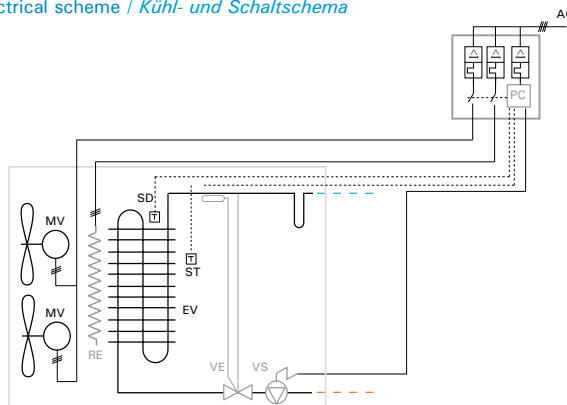 ctrical scheme / Kühl- und Schaltschema
AC
PC
SD
T
MV
T
ST
EV
MV
RE
VE
VS